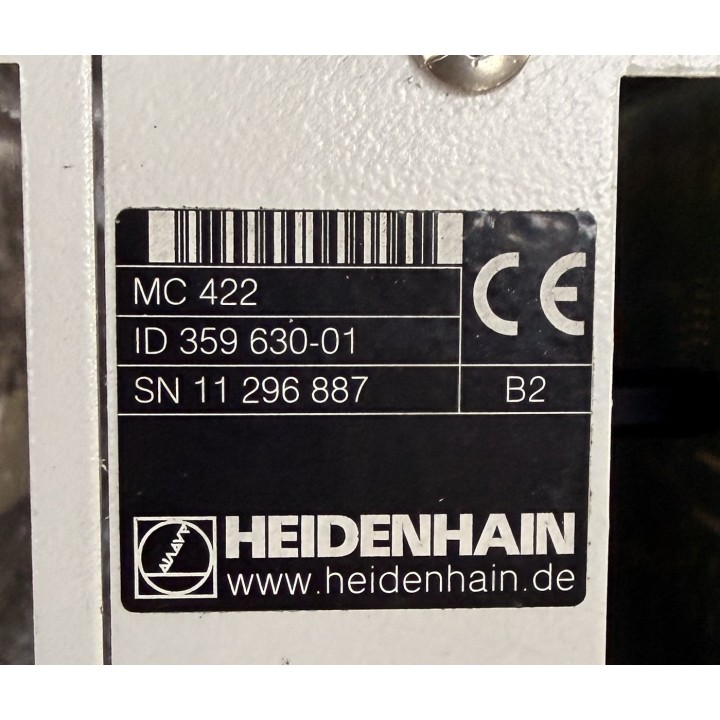 MC 422
CE
ID 359 630-01
SN 11 296 887
B2
HEIDENHAIN
www.heidenhain.de